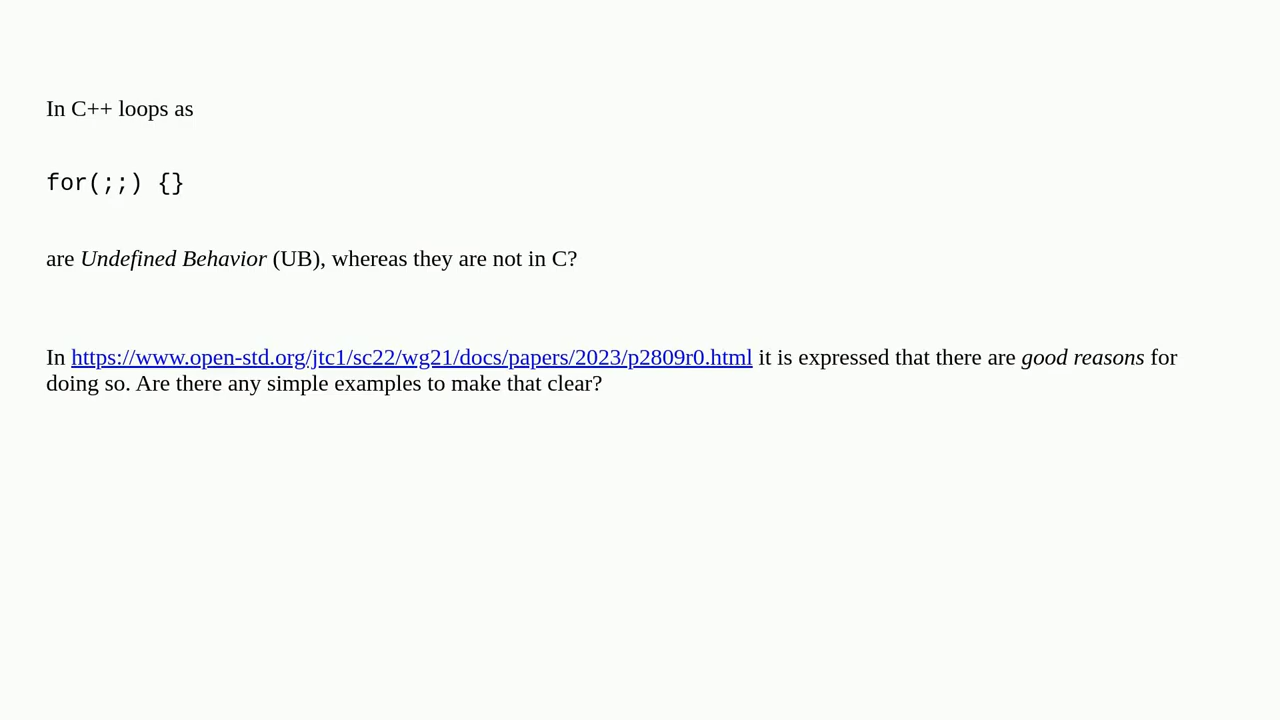 In C++ loops as
for(;;) {}
are Undefined Behavior (UB), whereas they are not in C?
In https://www.open-std.org/jtc1/sc22/wg21/docs/papers/2023/p2809r0.html it is expressed that there are good reasons for
doing so. Are there any simple examples to make that clear?